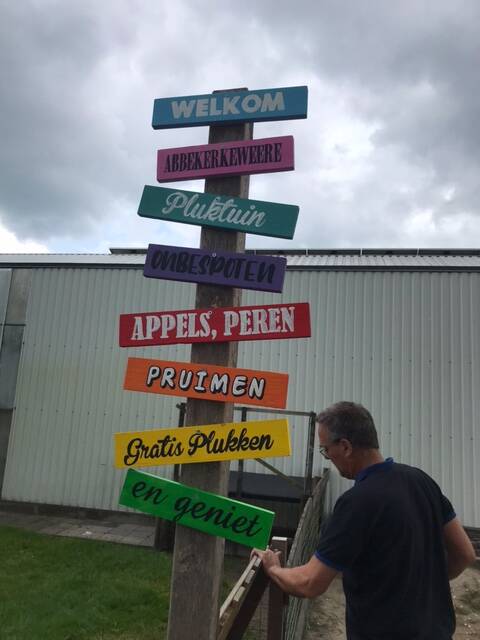 WELKOM
ABBEKERKEWEERE
Pluktuin
ONBESPOTEN
APPELS, PEREN
PRUIMEN
Gratis Plukken
en geniet